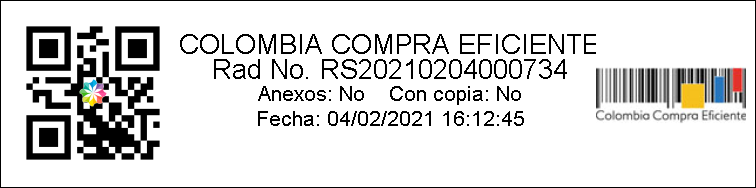 COLOMBIA COMPRA EFICIENTE
Rad No. RS20210204000734
Anexos: No Con copia: No
Fecha: 04/02/2021 16:12:45
Colombia Compra Eficiente